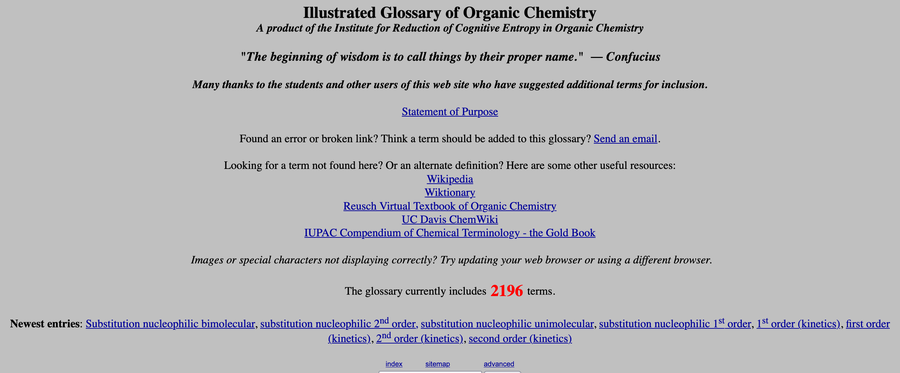 Illustrated Glossary of Organic Chemistry
A product of the Institute for Reduction of Cognitive Entropy in Organic Chemistry
"The beginning of wisdom is to call things by their proper name." — Confucius
Many thanks to the students and other users of this web site who have suggested additional terms for inclusion.
Statement of Purpose
Found an error or broken link? Think a term should be added to this glossary? Send an email.
Looking for a term not found here? Or an alternate definition? Here are some other useful resources:
Wikipedia
Wiktionary
Reusch Virtual Textbook of Organic Chemistry
UC Davis ChemWiki
IUPAC Compendium of Chemical Terminology - the Gold Book
Images or special characters not displaying correctly? Try updating your web browser or using a different browser.
The glossary currently includes 2196 terms.
Newest entries: Substitution nucleophilic bimolecular, substitution nucleophilic 2nd order, substitution nucleophilic unimolecular, substitution nucleophilic 1st order, 1st order (kinetics), first order
(kinetics), 2nd order (kinetics), second order (kinetics)
index sitemap advanced